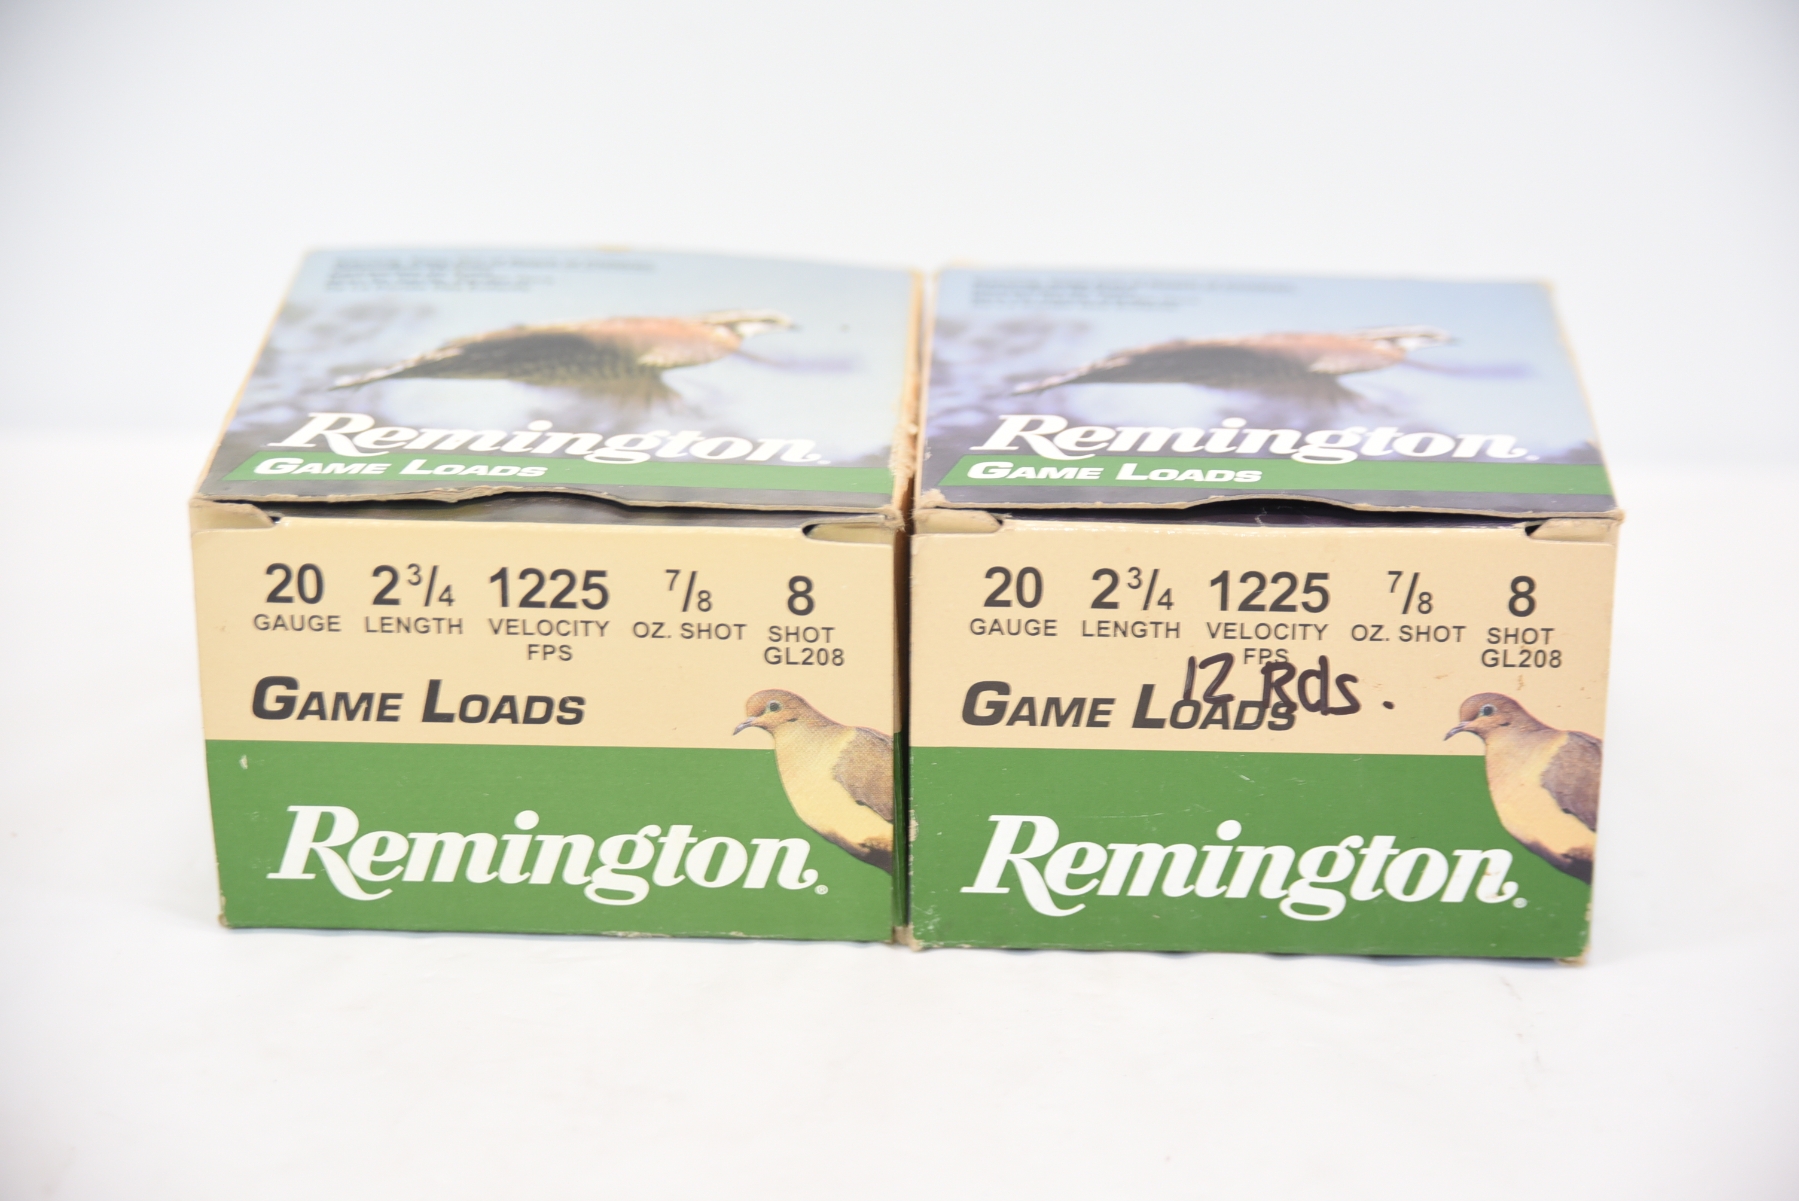 Remington.
GAME LOADS
20 2 3/4 1225 7/8 8
GAUGE LENGTH VELOCITY FPS OZ. SHOT SHOT
GL208
GAME LOADS
Remington.
Remington.
GAME LOADS
20 2 3/4 1225 7/8 8
GAUGE LENGTH VELOCITY FPS OZ. SHOT SHOT
GL208
12 Rds.
GAME LOADS
Remington.